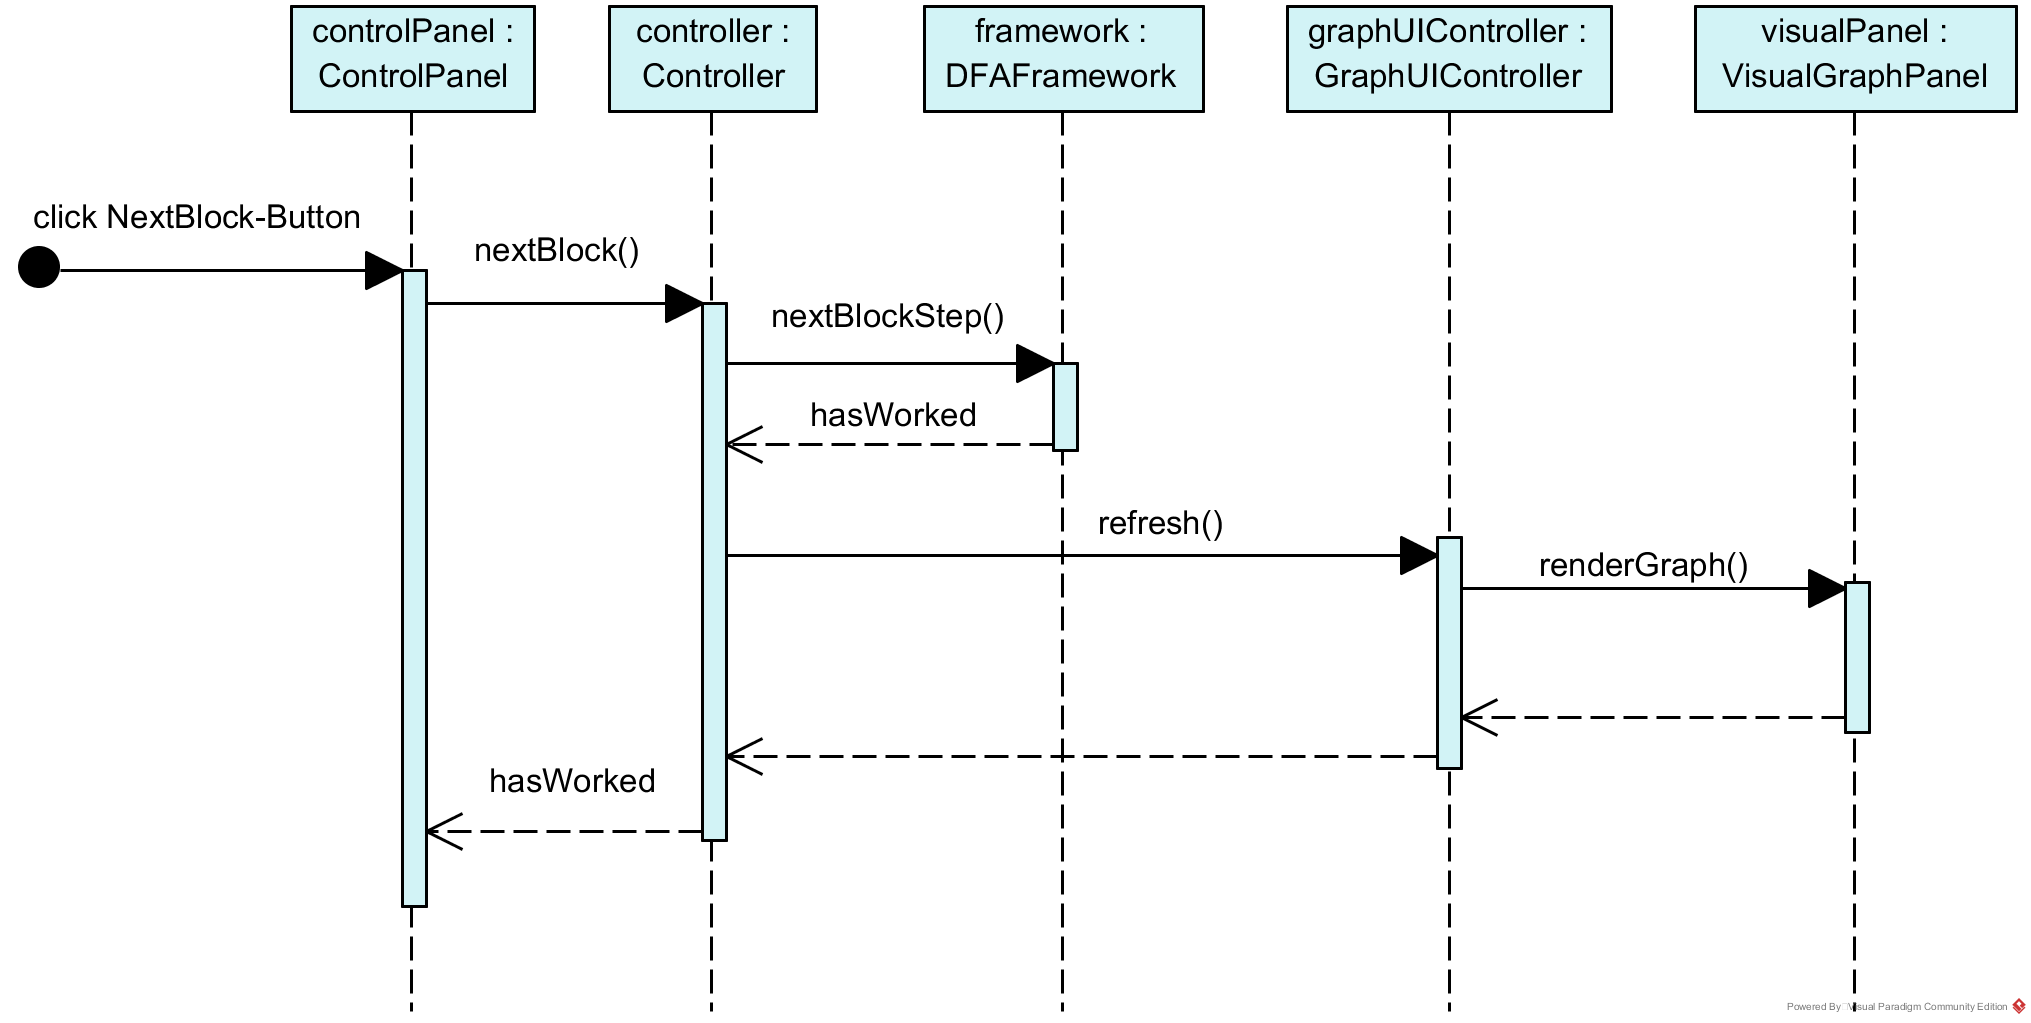 controlPanel :
ControlPanel
controller :
Controller
framework :
DFAFramework
graphUIController :
GraphUIController
visualPanel :
VisualGraphPanel
click NextBlock-Button
nextBlock()
nextBlockStep()
hasWorked
refresh()
renderGraph()
hasWorked
Powered By Visual Paradigm Community Edition